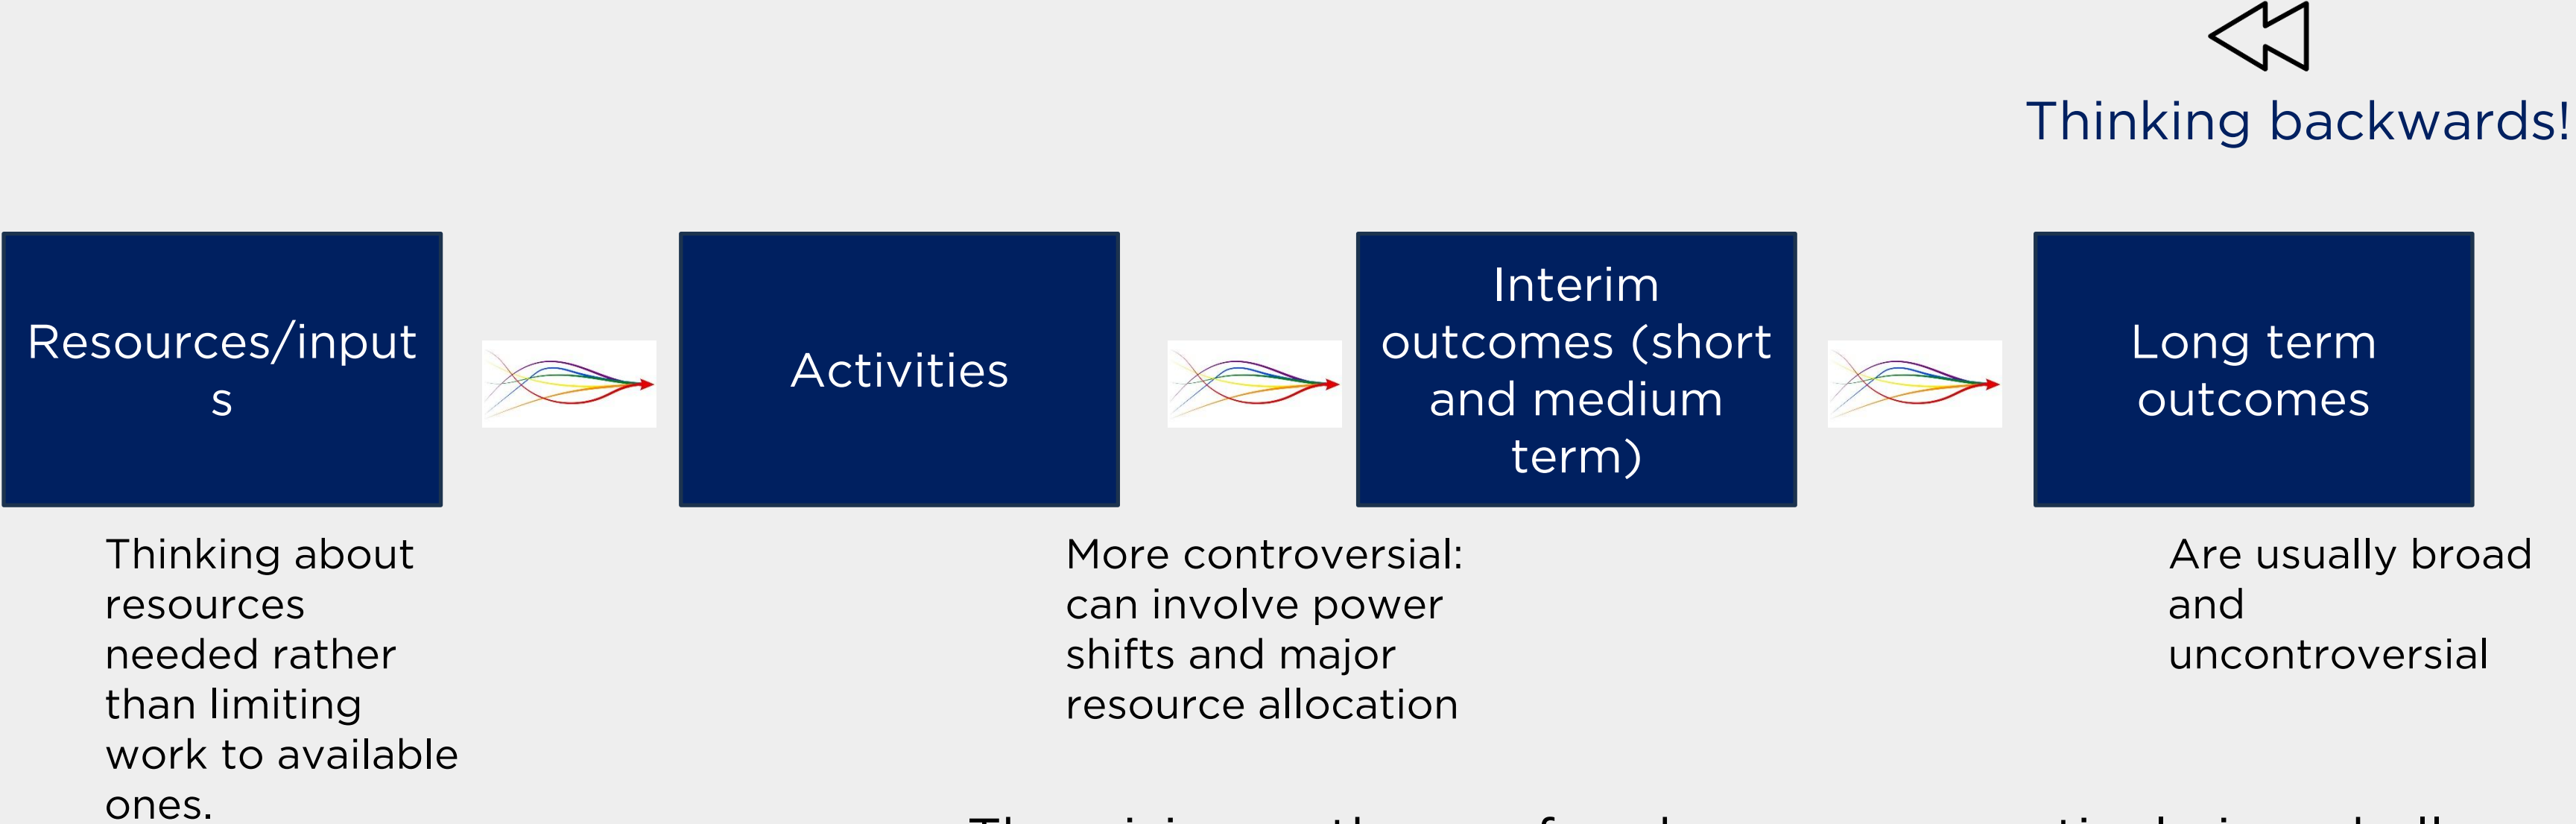 Thinking backwards!
Resources/input
s
Activities
Interim
outcomes (short
and medium
term)
Long term
outcomes
Thinking about
resources
needed rather
than limiting
work to available
ones.
More controversial:
can involve power
shifts and major
resource allocation
Are usually broad
and
uncontroversial